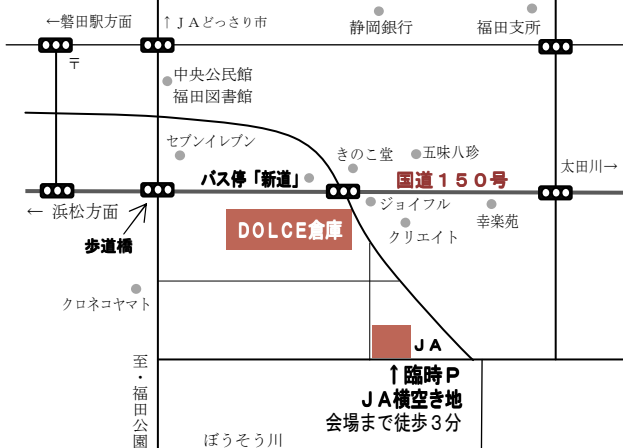 ←磐田駅方面
↑ＪＡどっさり市
静岡銀行
福田支所
〒
中央公民館
福田図書館
セブンイレブン
きのこ堂
五味八珍
太田川→
バス停「新道」
国道１５０号
← 浜松方面
ジョイフル
幸楽苑
歩道橋
DOLCE倉庫
クリエイト
クロネコヤマト
ＪＡ
至・福田公園
↑臨時Ｐ
ＪＡ横空き地
会場まで徒歩３分
ぼうそう川